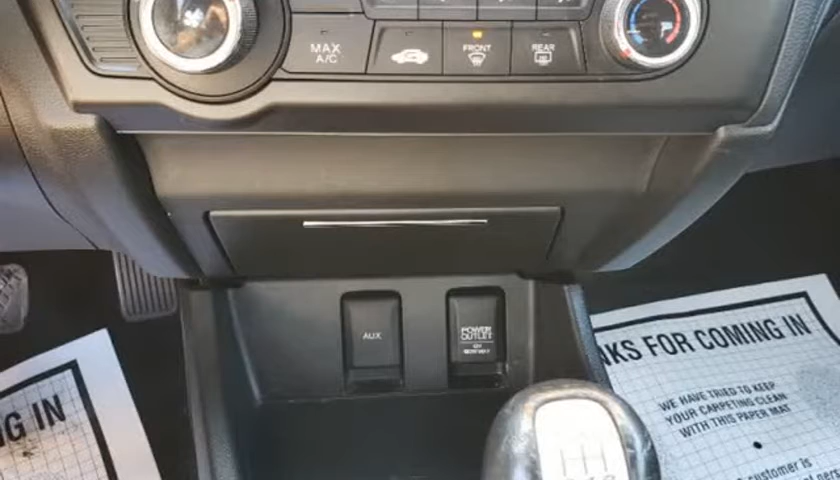 MAX
A/C
FRONT
REAR
AUX
POWER
OUTLET
NKS FOR COMING IN
WE HAVE TRIED TO KEEP
YOUR CARPETING CLEAN
WITH THIS PAPER MAT
customer is
G IN